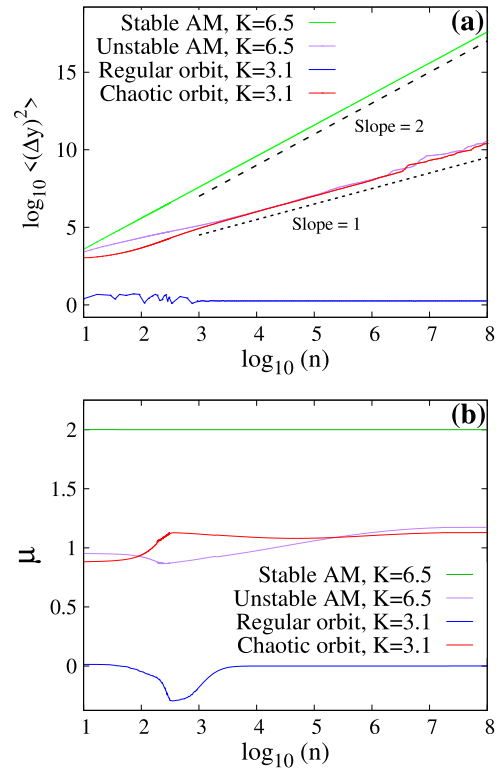 (a)
Stable AM, K=6.5
Unstable AM, K=6.5
Regular orbit, K=3.1
Chaotic orbit, K=3.1
15
10
5
0
log₁₀ <(Δy)²>
Slope = 2
Slope = 1
1 2 3 4 5 6 7 8
log₁₀ (n)
(b)
2
1.5
1
0.5
0
μ
Stable AM, K=6.5
Unstable AM, K=6.5
Regular orbit, K=3.1
Chaotic orbit, K=3.1
1 2 3 4 5 6 7 8
log₁₀ (n)